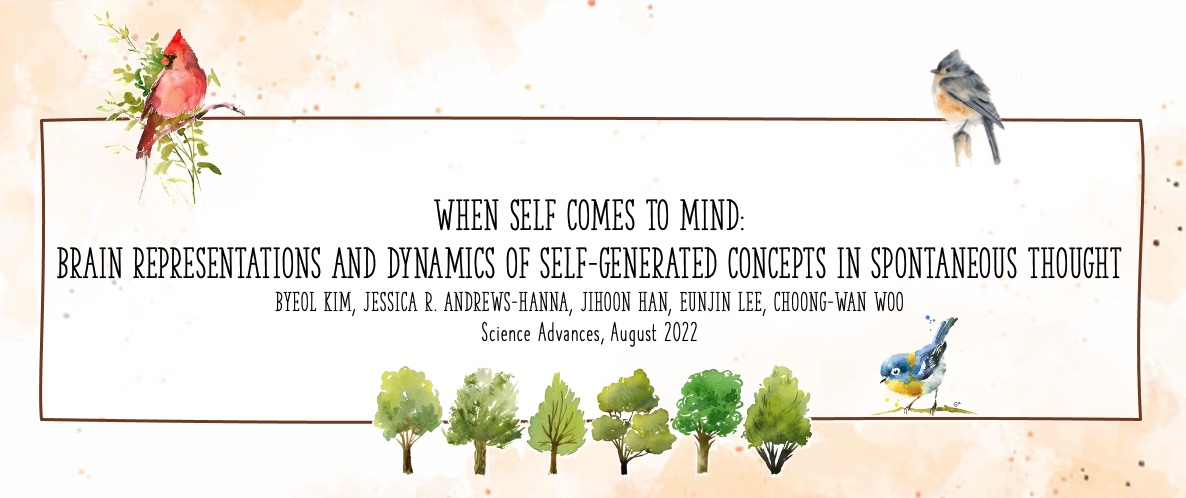 WHEN SELF COMES TO MIND:
BRAIN REPRESENTATIONS AND DYNAMICS OF SELF-GENERATED CONCEPTS IN SPONTANEOUS THOUGHT
BYEOL KIM, JESSICA R. ANDREWS-HANNA, JIHOON HAN, EUNJIN LEE, CHOONG-WAN WOO
Science Advances, August 2022